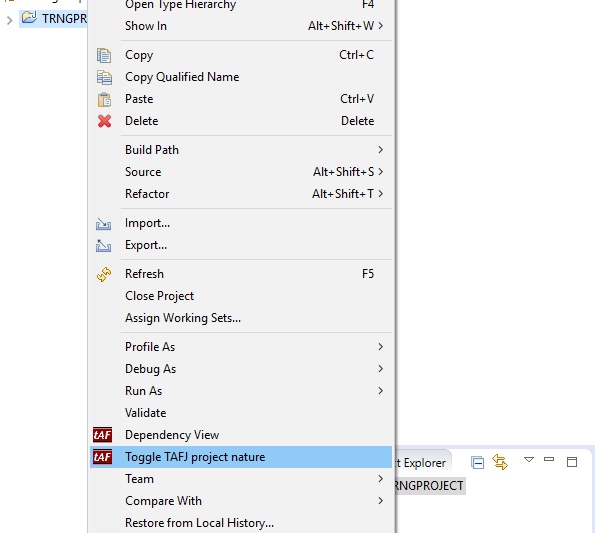 Open Type Hierarchy F4
TRNGPR
Show In Alt+Shift+W
Copy Ctrl+C
Copy Qualified Name
Paste Ctrl+V
Delete Delete
Build Path
Source Alt+Shift+S
Refactor Alt+Shift+T
Import...
Export...
Refresh F5
Close Project
Assign Working Sets...
Profile As
Debug As
Run As
Validate
tAF Dependency View
tAF Toggle TAFJ project nature
ct Explorer
Team
RNGPROJECT
Compare With
Restore from Local History...